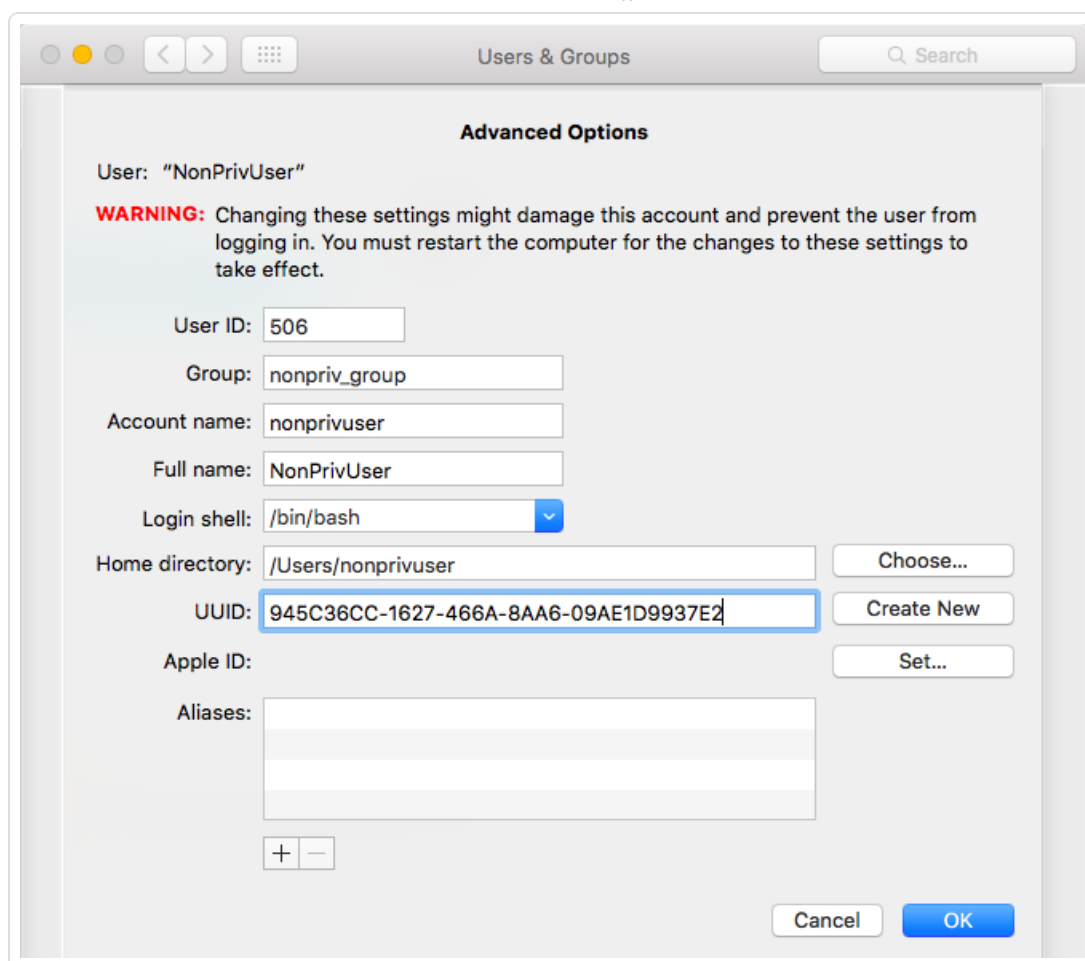 Users & Groups
Search
Advanced Options
User: “NonPrivUser”
WARNING: Changing these settings might damage this account and prevent the user from
logging in. You must restart the computer for the changes to these settings to
take effect.
User ID: 506
Group: nonpriv_group
Account name: nonprivuser
Full name: NonPrivUser
Login shell: /bin/bash
Home directory: /Users/nonprivuser Choose...
UUID: 945C36CC-1627-466A-8AA6-09AE1D9937E2 Create New
Apple ID: Set...
Aliases:
Cancel OK